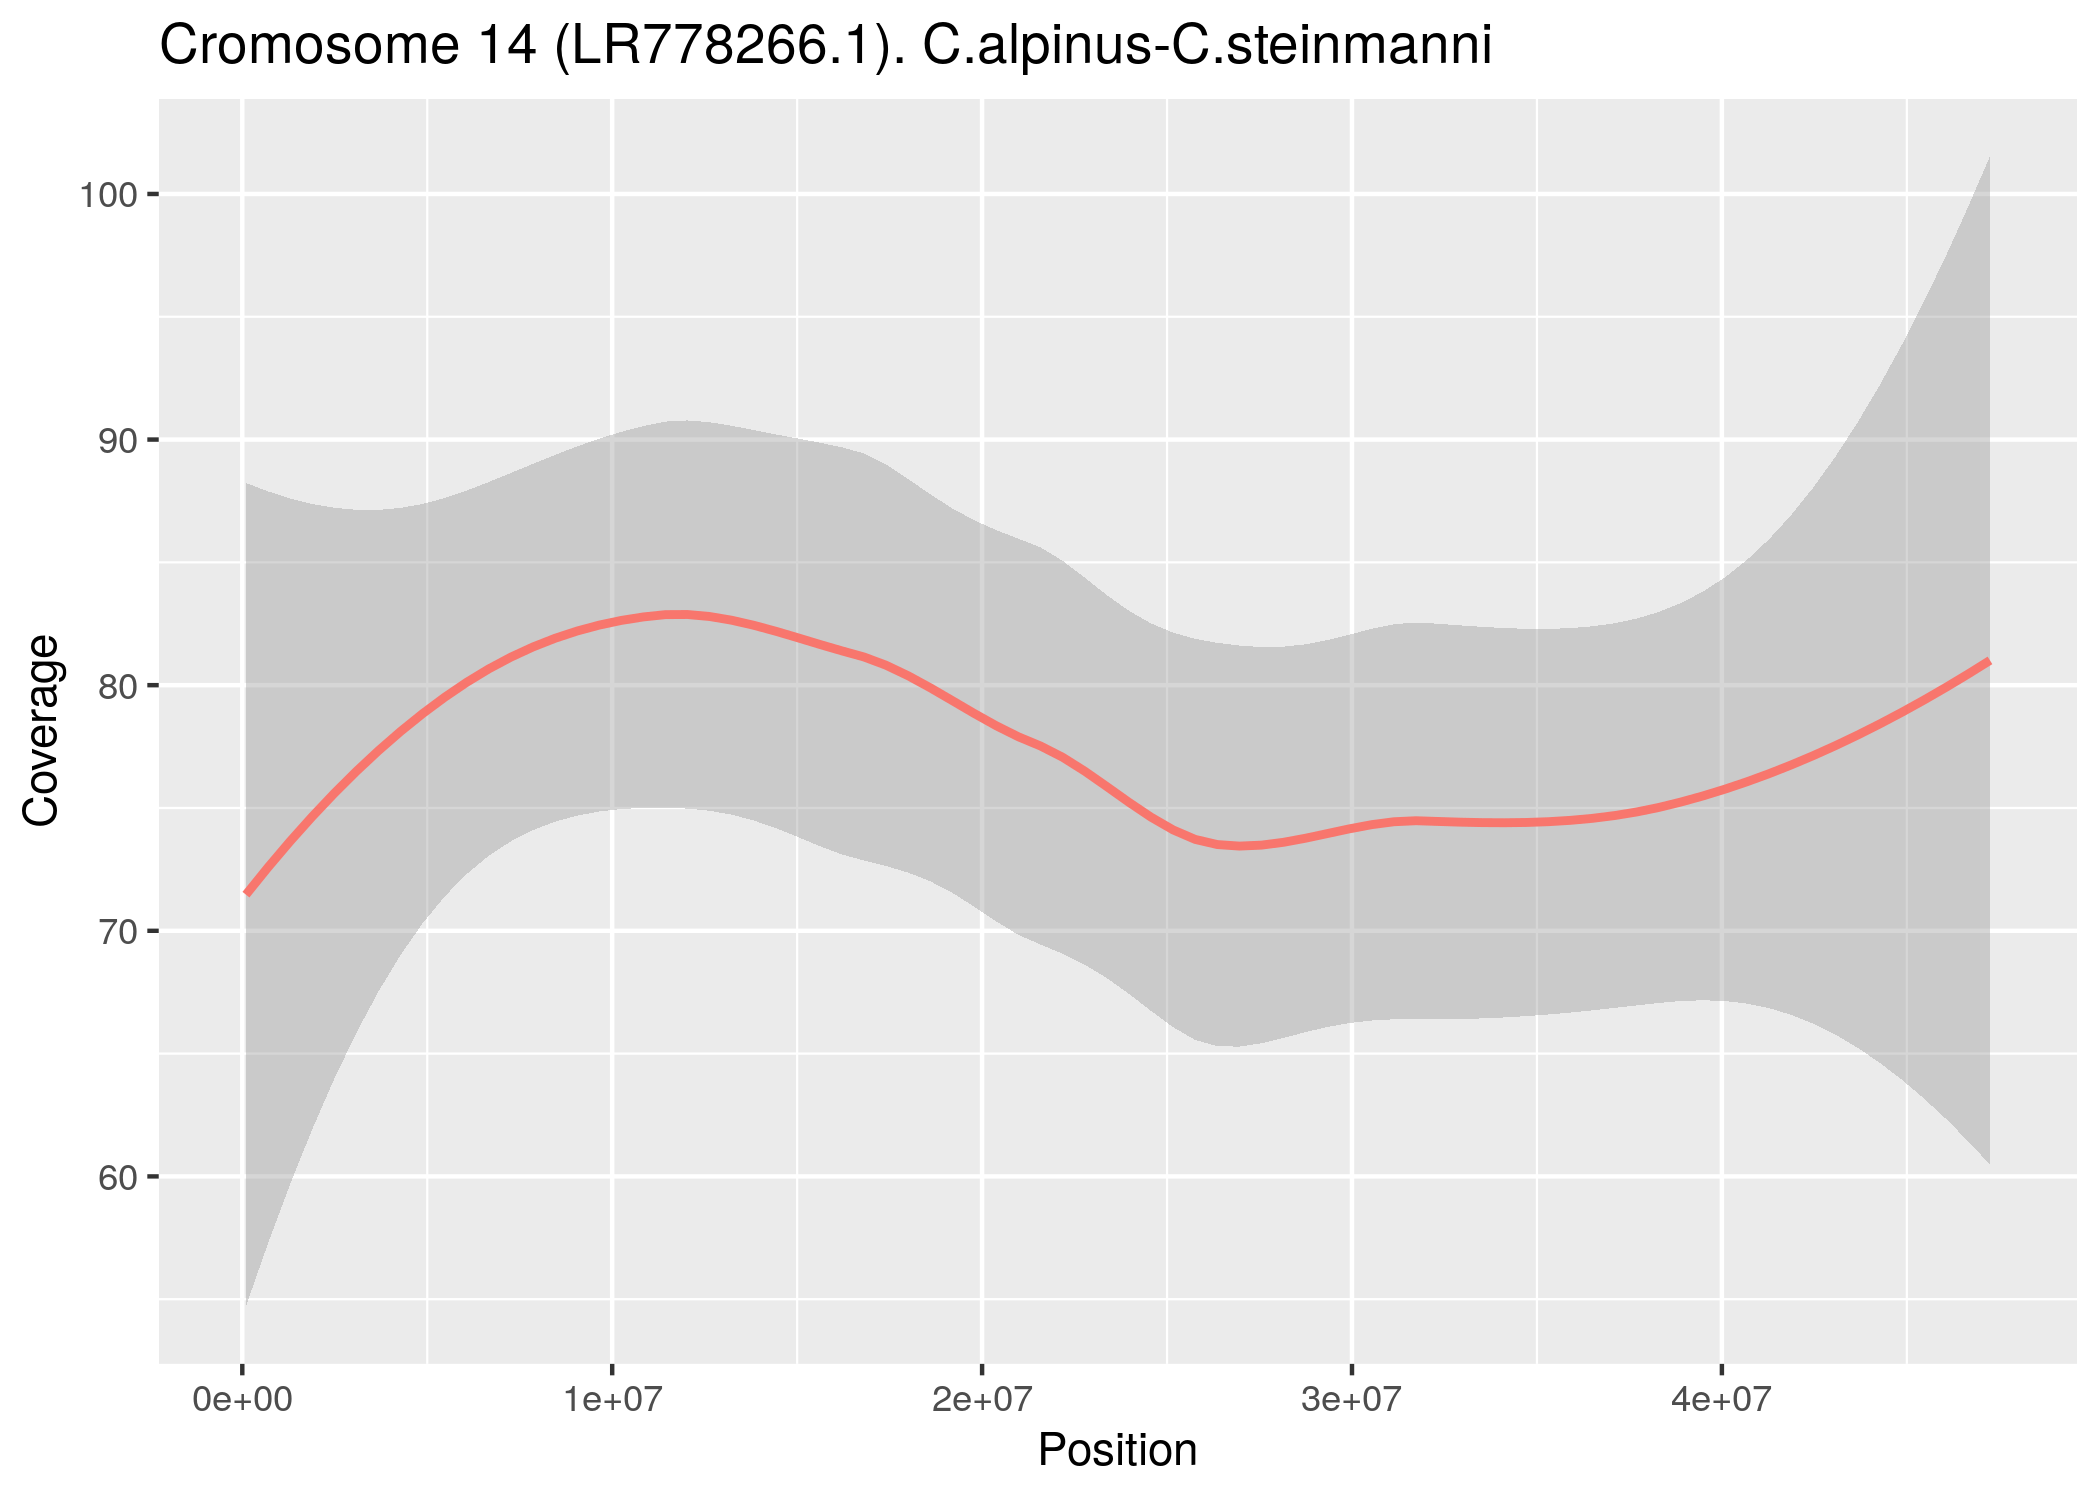 Cromosome 14 (LR778266.1). C.alpinus-C.steinmanni
100
90
80
70
60
Coverage
0e+00 1e+07 2e+07 3e+07 4e+07
Position